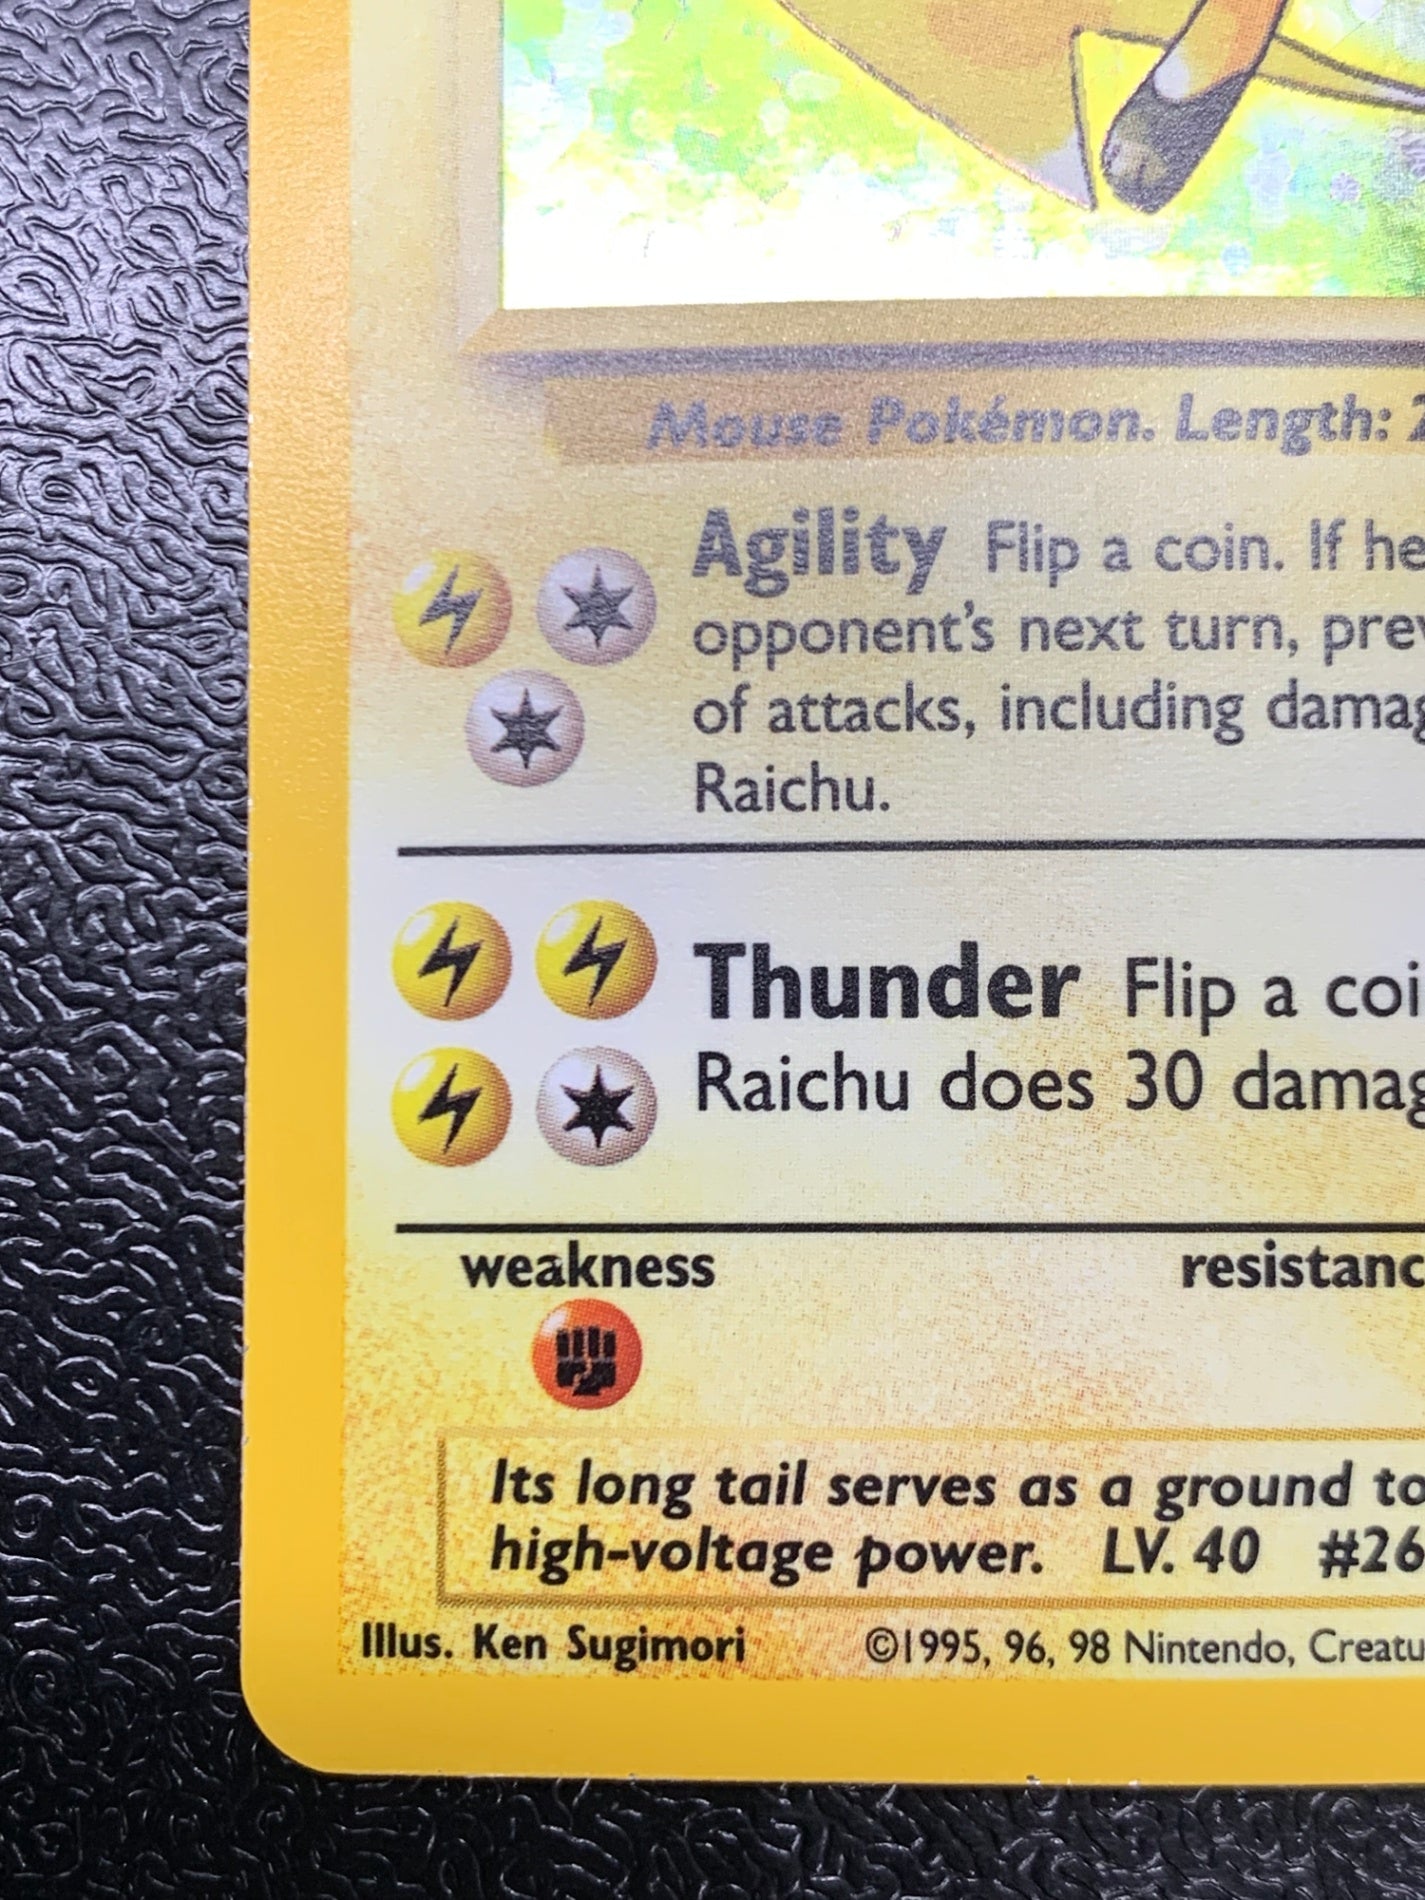 Mouse Pokémon. Length: 2
Agility Flip a coin. If he
opponent's next turn, prev
of attacks, including damag
Raichu.
Thunder Flip a coi
Raichu does 30 damag
weakness resistanc
Its long tail serves as a ground to
high-voltage power. LV. 40 #26
Illus. Ken Sugimori ©1995, 96, 98 Nintendo, Creatu